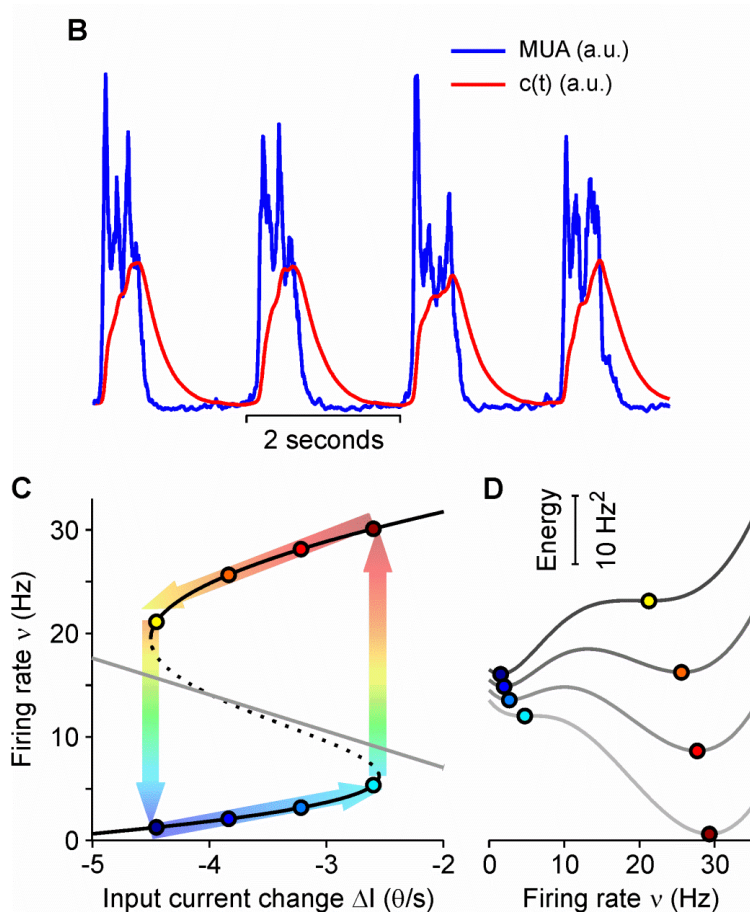 B
MUA (a.u.)
c(t) (a.u.)
2 seconds
C
Firing rate ν (Hz)
30
20
10
0
-5
-4
-3
-2
Input current change ΔI (θ/s)
D
Energy
10 Hz²
0
10
20
30
Firing rate ν (Hz)